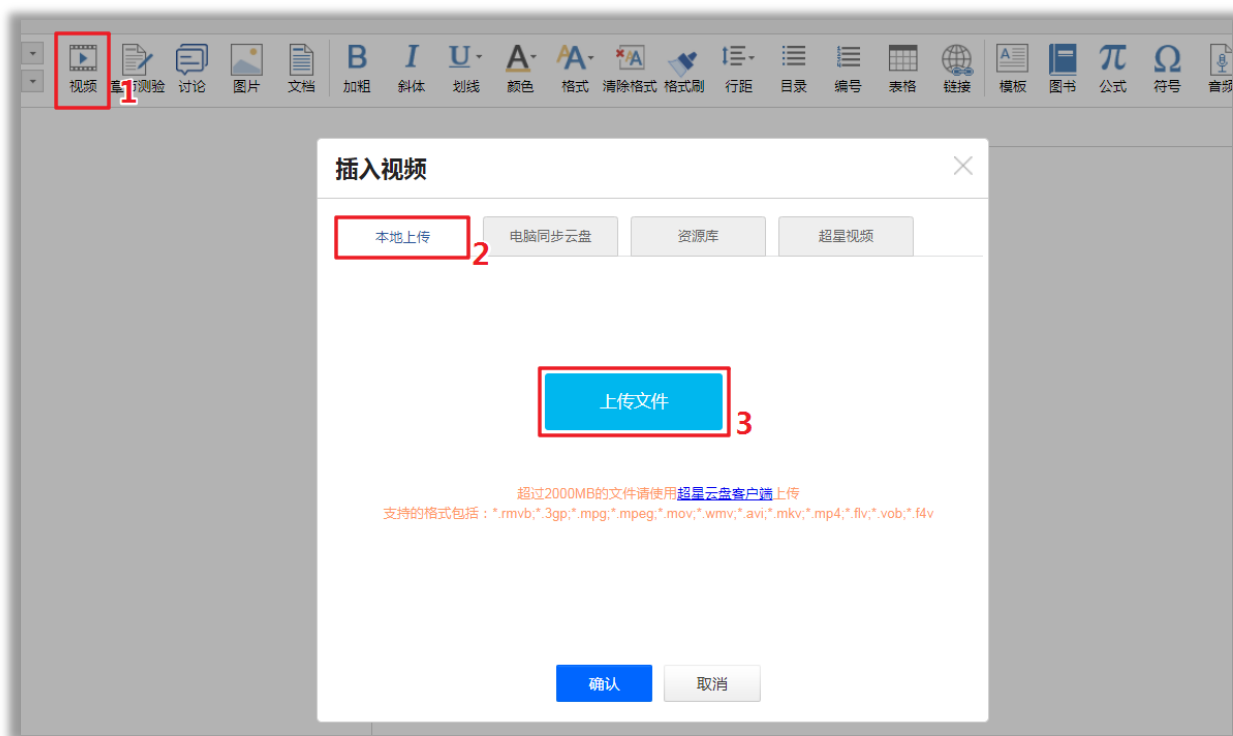 视频 测验 讨论 图片 文档 B 加粗 I 斜体 U 划线 A 颜色 AA 格式 A 清除格式 格式刷 行距 目录 编号 表格 链接 A 模板 图书 π 公式 Ω 符号 音频
1
插入视频
本地上传 电脑同步云盘 资源库 超星视频
2
上传文件
3
超过2000MB的文件请使用超星云盘客户端上传
支持的格式包括：*.rmvb;*.3gp;*.mpg;*.mpeg;*.mov;*.wmv;*.avi;*.mkv;*.mp4;*.flv;*.vob;*.f4v
确认 取消